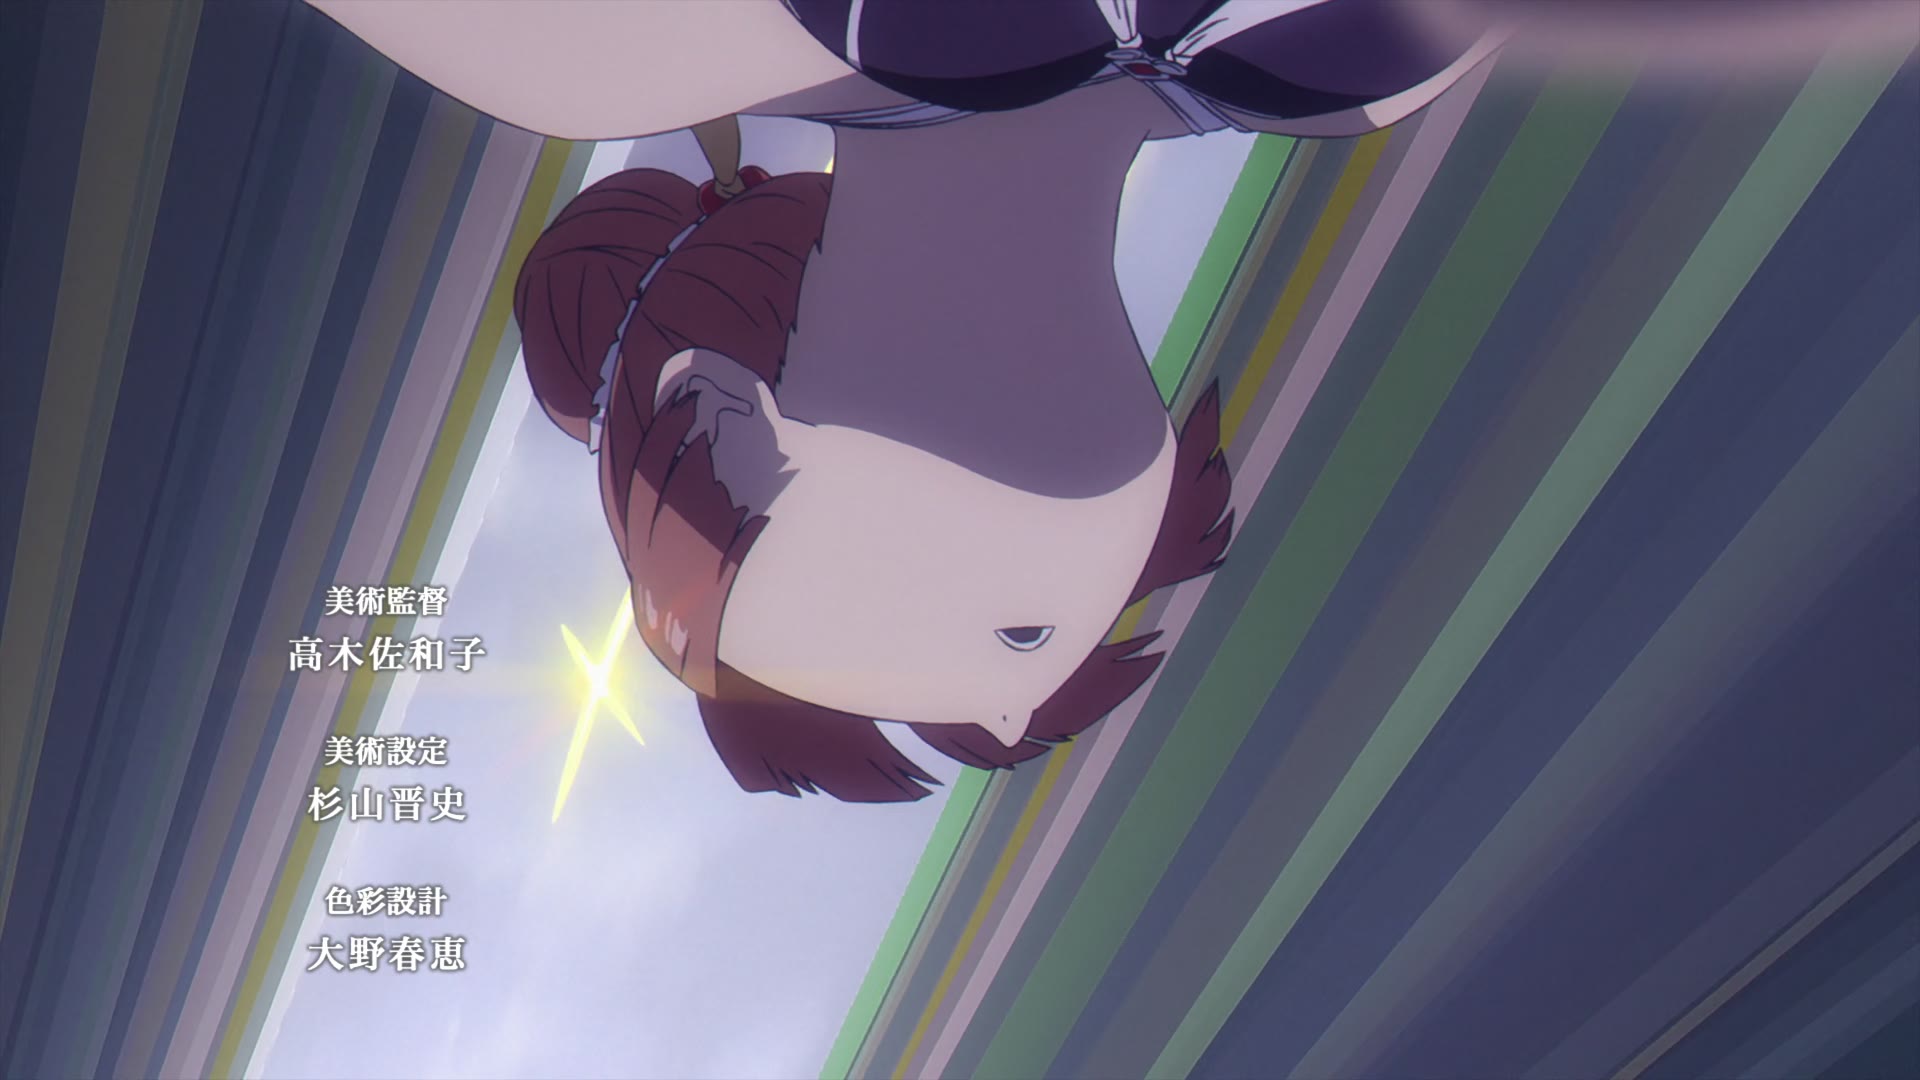 美術監督
高木佐和子
美術設定
杉山晋史
色彩設計
大野春恵